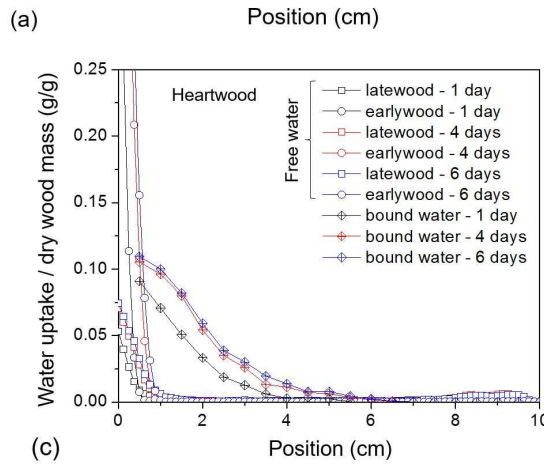 (a)
Position (cm)
Water uptake / dry wood mass (g/g)
0.25
0.20
0.15
0.10
0.05
0.00
Heartwood
Free water
latewood - 1 day
earlywood - 1 day
latewood - 4 days
earlywood - 4 days
latewood - 6 days
earlywood - 6 days
bound water - 1 day
bound water - 4 days
bound water - 6 days
0 2 4 6 8 10
(c)
Position (cm)